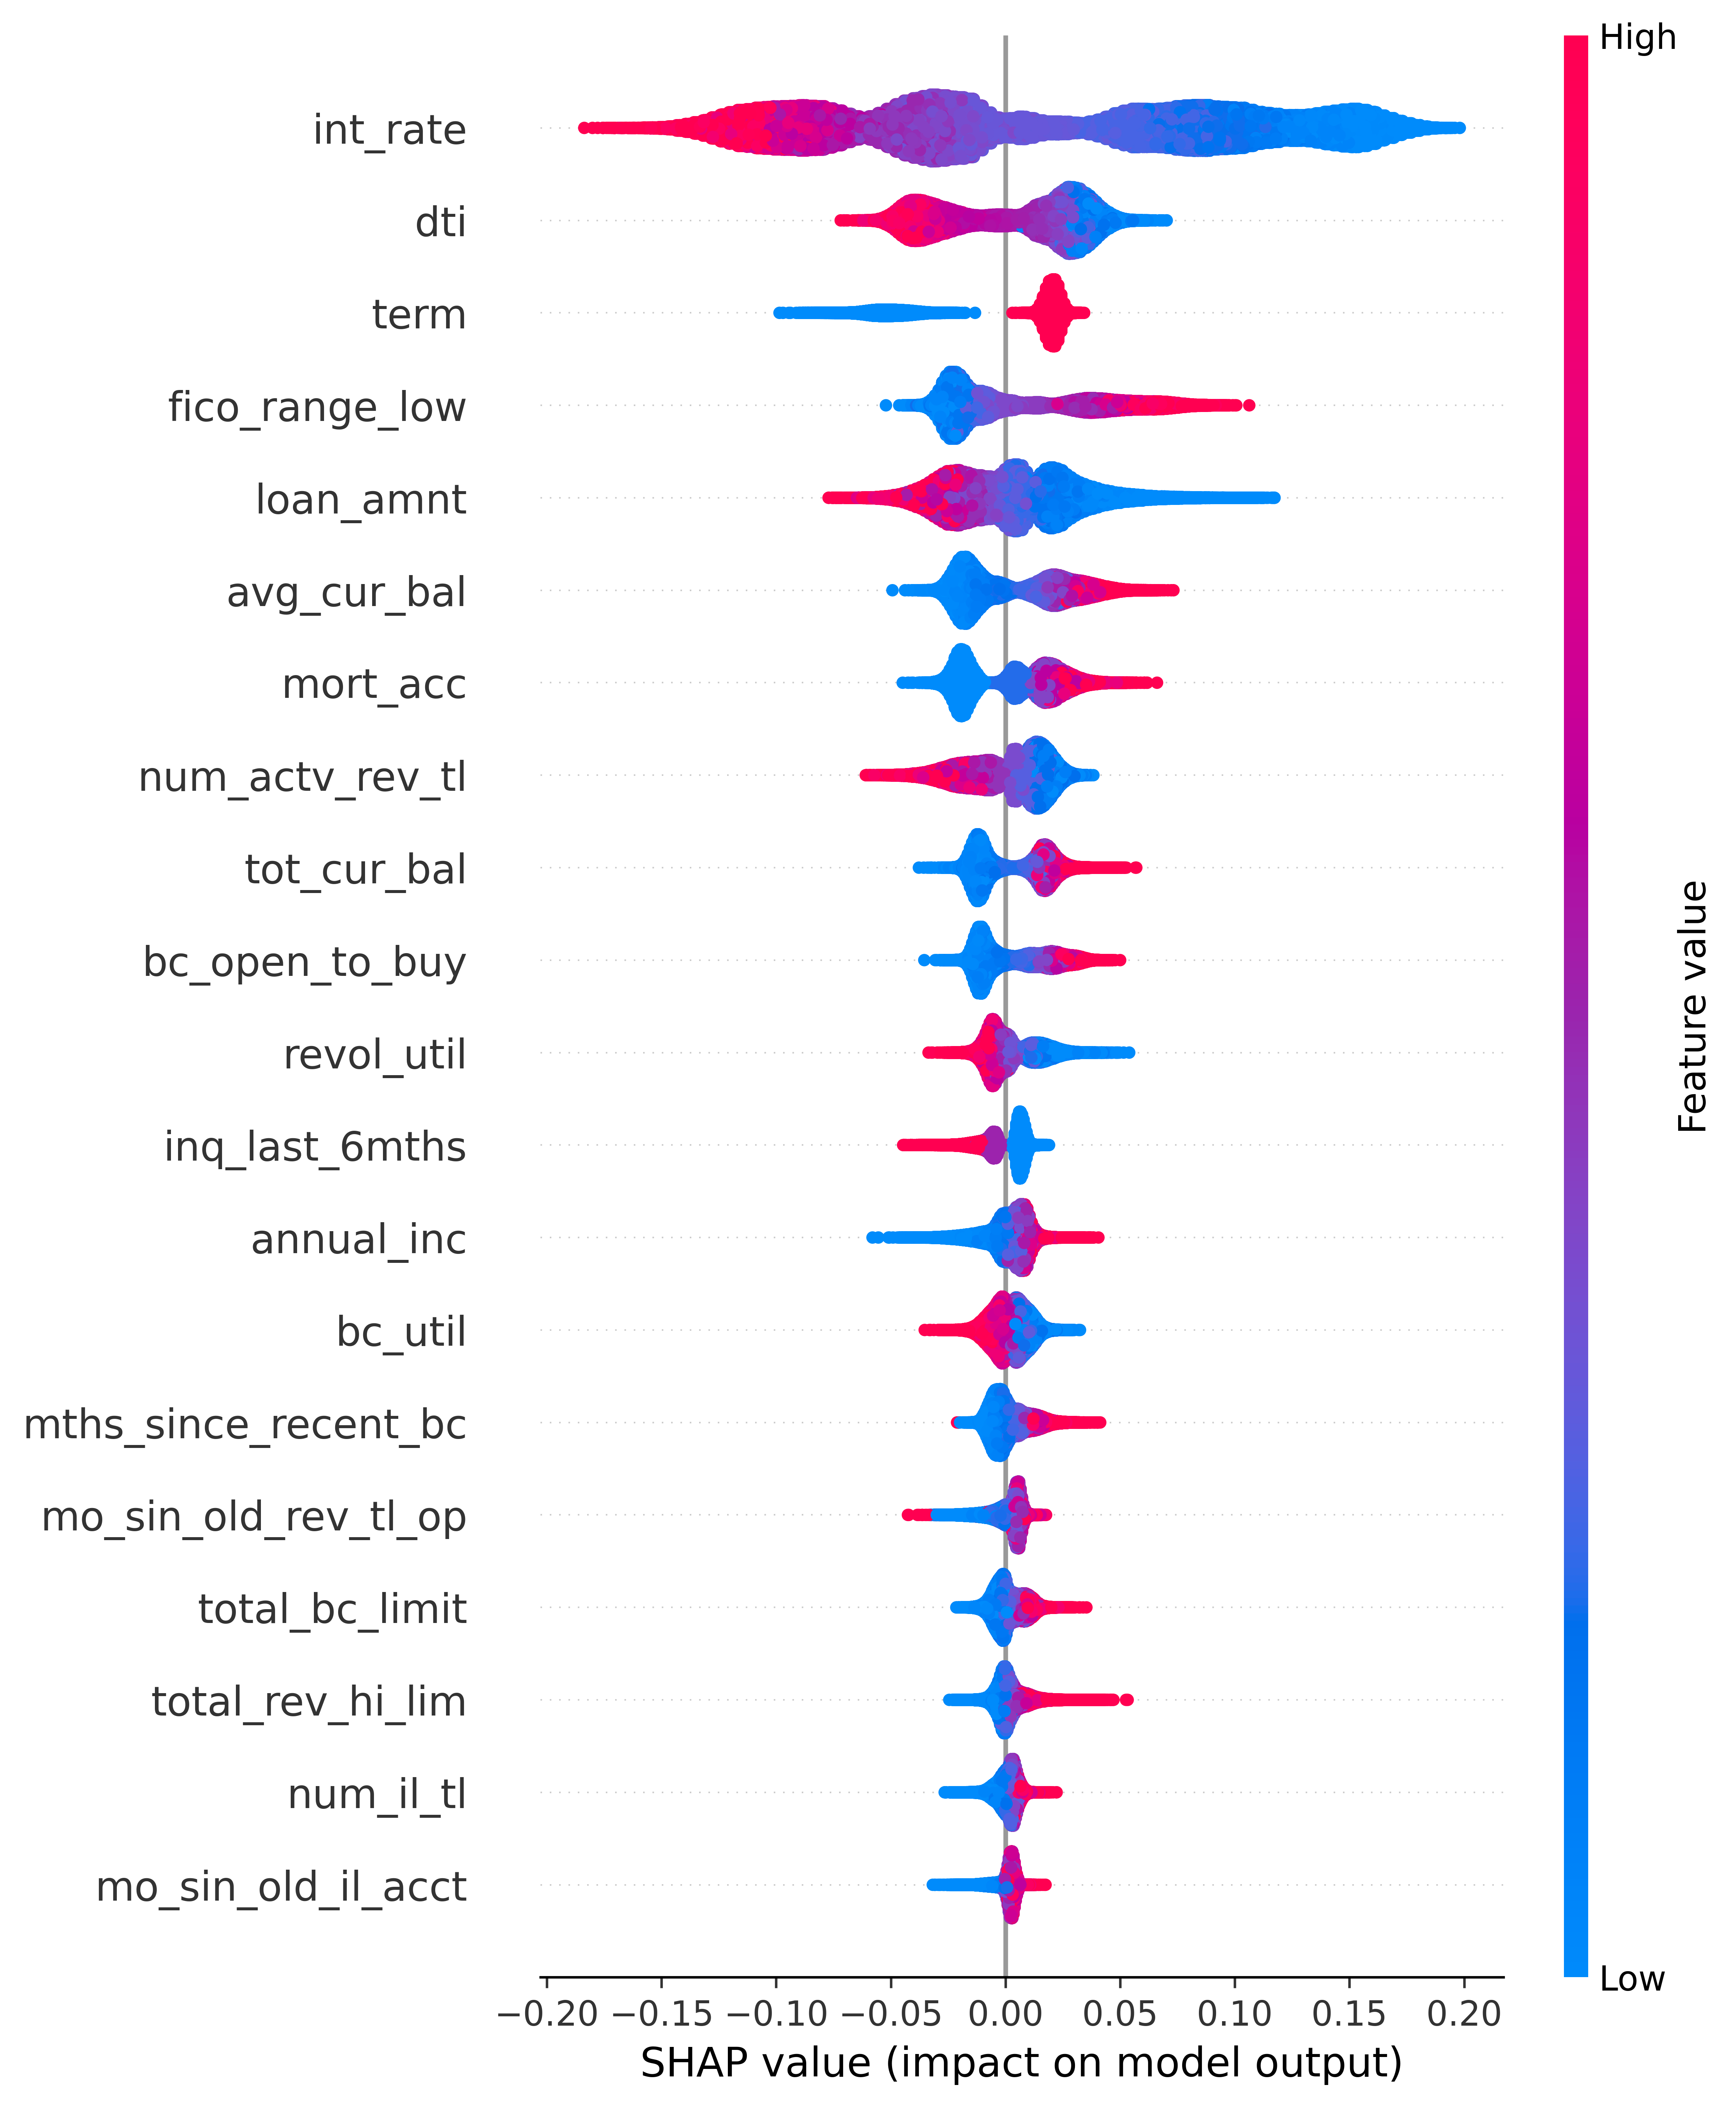 High
int_rate
dti
term
fico_range_low
loan_amnt
avg_cur_bal
mort_acc
num_actv_rev_tl
tot_cur_bal
bc_open_to_buy
revol_util
inq_last_6mths
annual_inc
bc_util
mths_since_recent_bc
mo_sin_old_rev_tl_op
total_bc_limit
total_rev_hi_lim
num_il_tl
mo_sin_old_il_acct
Feature value
Low
−0.20 −0.15 −0.10 −0.05 0.00 0.05 0.10 0.15 0.20
SHAP value (impact on model output)